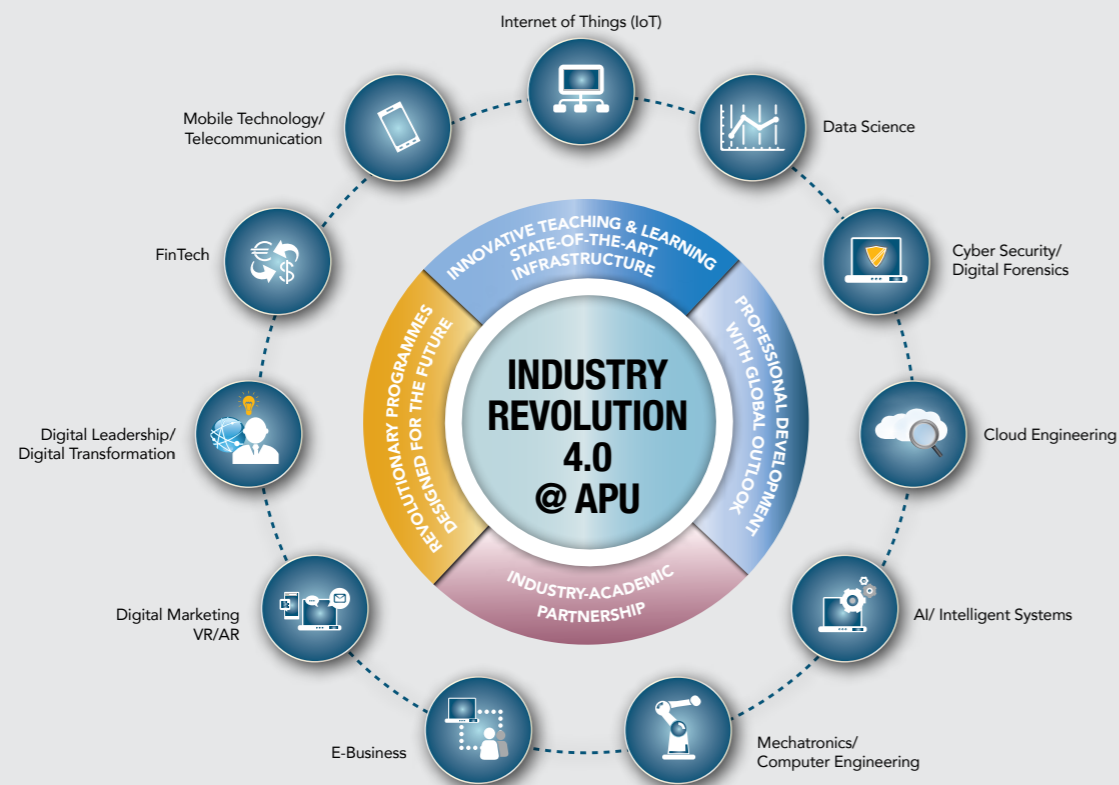 Internet of Things (IoT)
Mobile Technology/
Telecommunication
Data Science
FinTech
Cyber Security/
Digital Forensics
INNOVATIVE TEACHING & LEARNING
STATE-OF-THE-ART
INFRASTRUCTURE
REVOLUTIONARY PROGRAMMES
DESIGNED FOR THE FUTURE
PROFESSIONAL DEVELOPMENT
WITH GLOBAL OUTLOOK
INDUSTRY
REVOLUTION
4.0
@ APU
INDUSTRY-ACADEMIC
PARTNERSHIP
Digital Leadership/
Digital Transformation
Cloud Engineering
Digital Marketing
VR/AR
AI/ Intelligent Systems
E-Business
Mechatronics/
Computer Engineering